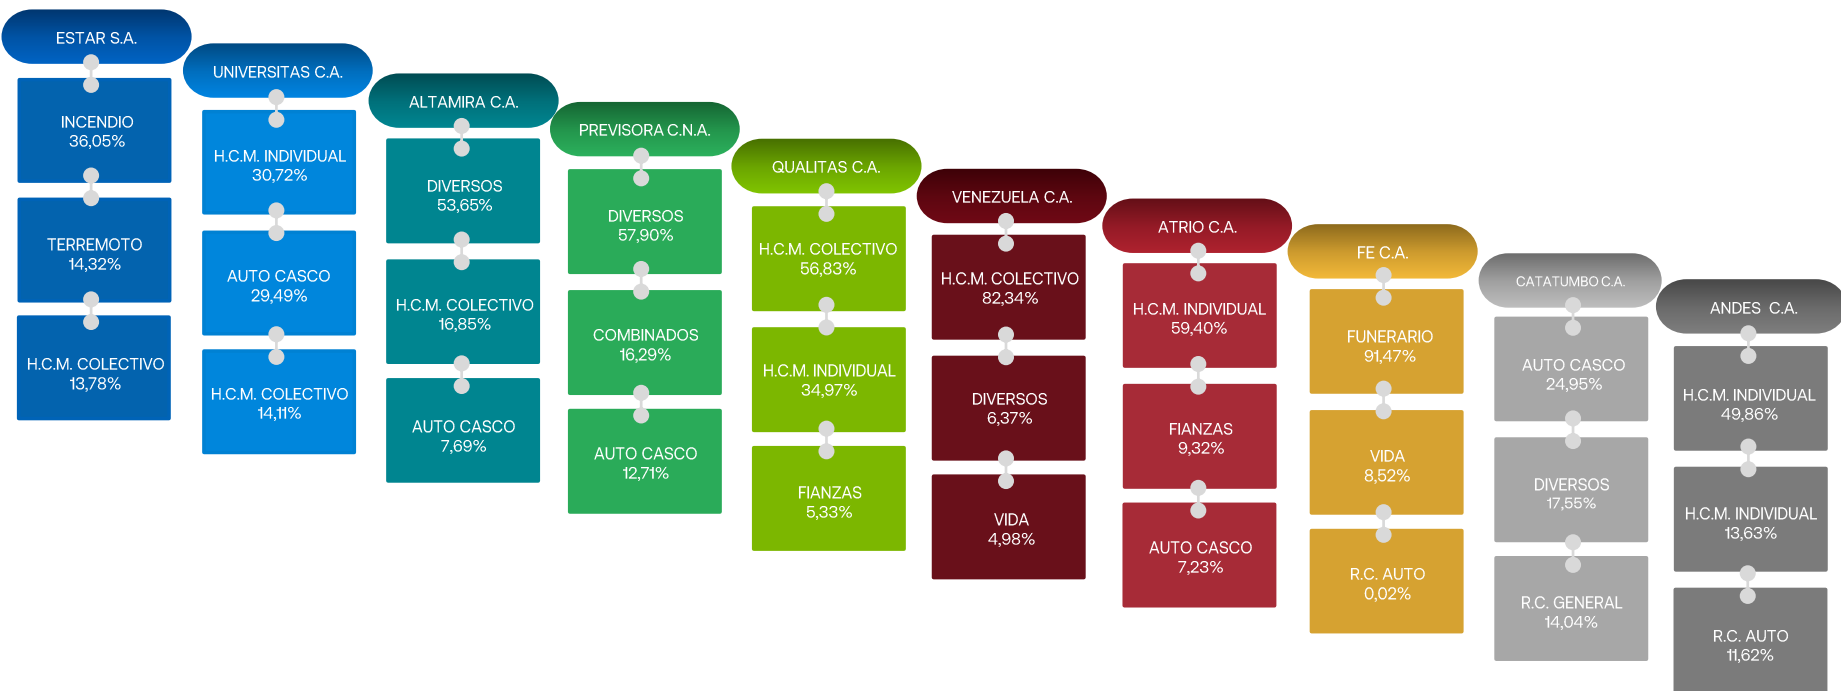 ESTAR S.A.
INCENDIO
36,05%
TERREMOTO
14,32%
H.C.M. COLECTIVO
13,78%
UNIVERSITAS C.A.
H.C.M. INDIVIDUAL
30,72%
AUTO CASCO
29,49%
H.C.M. COLECTIVO
14,11%
ALTAMIRA C.A.
DIVERSOS
53,65%
H.C.M. COLECTIVO
16,85%
AUTO CASCO
7,69%
PREVISORA C.N.A.
DIVERSOS
57,90%
COMBINADOS
16,29%
AUTO CASCO
12,71%
QUALITAS C.A.
H.C.M. COLECTIVO
56,83%
H.C.M. INDIVIDUAL
34,97%
FIANZAS
5,33%
VENEZUELA C.A.
H.C.M. COLECTIVO
82,34%
DIVERSOS
6,37%
VIDA
4,98%
ATRIO C.A.
H.C.M. INDIVIDUAL
59,40%
FIANZAS
9,32%
AUTO CASCO
7,23%
FE C.A.
FUNERARIO
91,47%
VIDA
8,52%
R.C. AUTO
0,02%
CATATUMBO C.A.
AUTO CASCO
24,95%
DIVERSOS
17,55%
R.C. GENERAL
14,04%
ANDES C.A.
H.C.M. INDIVIDUAL
49,86%
H.C.M. INDIVIDUAL
13,63%
R.C. AUTO
11,62%